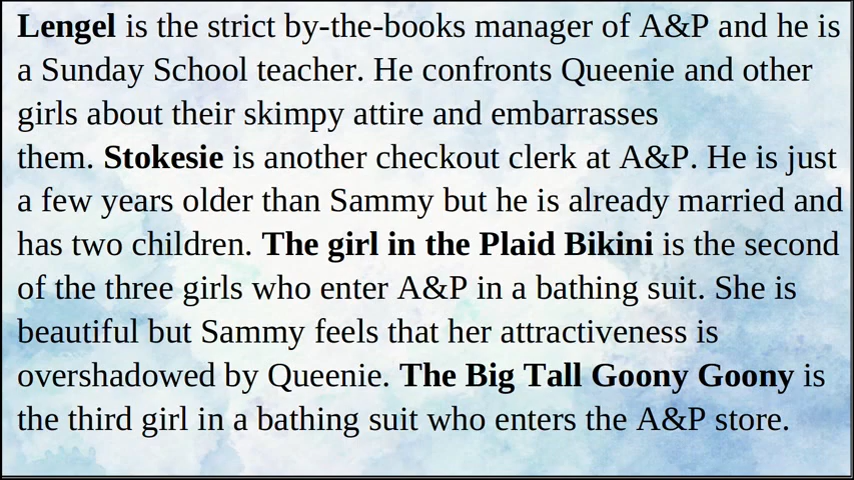 Lengel is the strict by-the-books manager of A&P and he is
a Sunday School teacher. He confronts Queenie and other
girls about their skimpy attire and embarrasses
them. Stokesie is another checkout clerk at A&P. He is just
a few years older than Sammy but he is already married and
has two children. The girl in the Plaid Bikini is the second
of the three girls who enter A&P in a bathing suit. She is
beautiful but Sammy feels that her attractiveness is
overshadowed by Queenie. The Big Tall Goony Goony is
the third girl in a bathing suit who enters the A&P store.